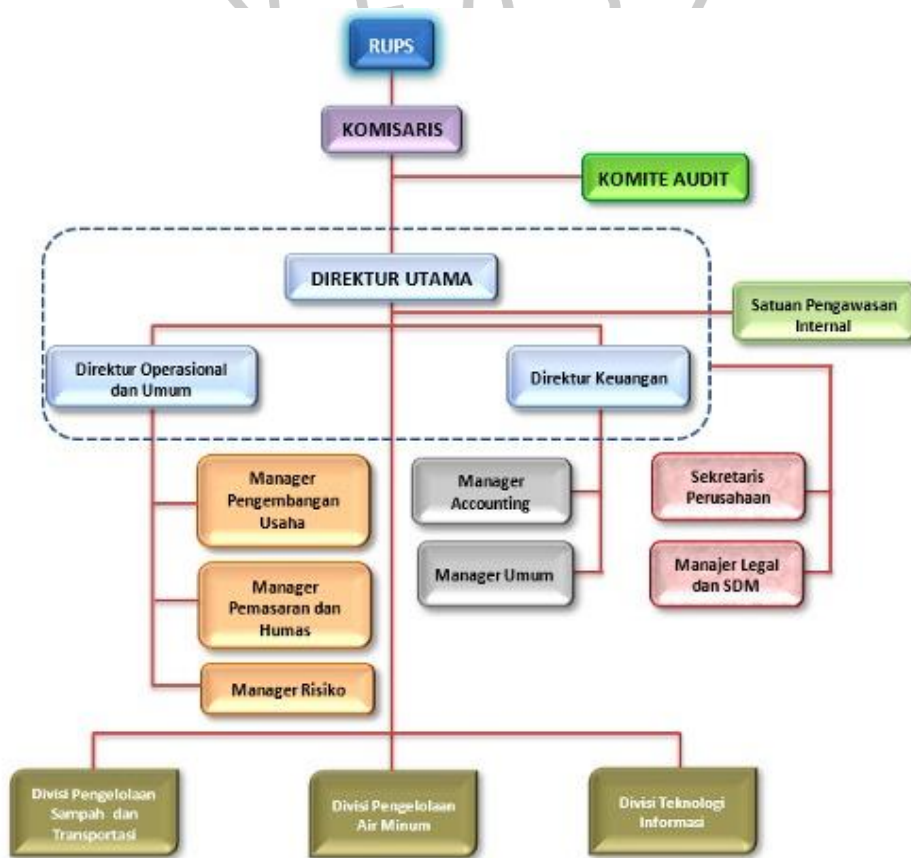 RUPS
KOMISARIS
KOMITE AUDIT
DIREKTUR UTAMA
Satuan Pengawasan
Internal
Direktur Operasional
dan Umum
Direktur Keuangan
Manager
Pengembangan
Usaha
Manager
Accounting
Sekretaris
Perusahaan
Manager
Pemasaran dan
Humas
Manager Umum
Manajer Legal
dan SDM
Manager Risiko
Divisi Pengelolaan
Sampah dan
Transportasi
Divisi Pengelolaan
Air Minum
Divisi Teknologi
Informasi